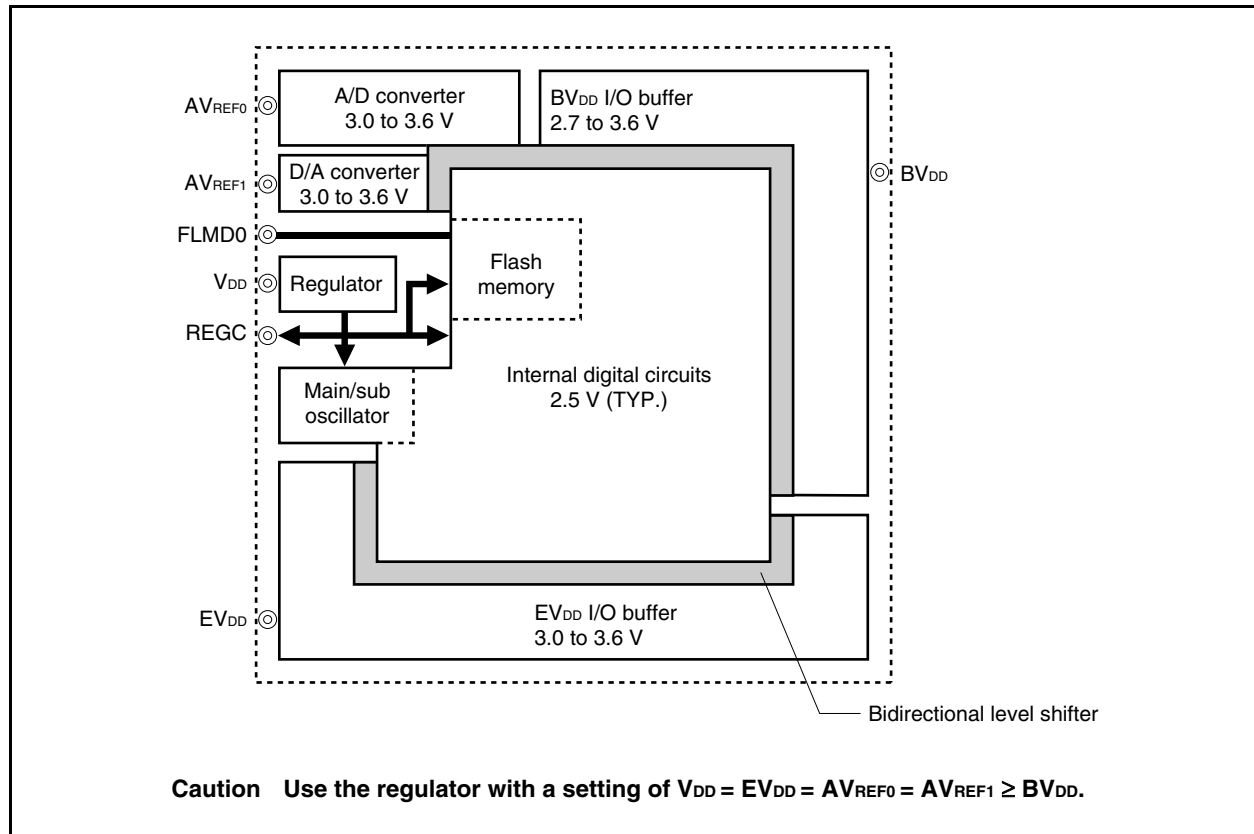 AVREF0
A/D converter
3.0 to 3.6 V
BVDD I/O buffer
2.7 to 3.6 V
AVREF1
D/A converter
3.0 to 3.6 V
BVDD
FLMD0
Flash
memory
VDD
Regulator
REGC
Main/sub
oscillator
Internal digital circuits
2.5 V (TYP.)
EVDD
EVDD I/O buffer
3.0 to 3.6 V
Bidirectional level shifter
Caution Use the regulator with a setting of VDD = EVDD = AVREF0 = AVREF1 ≥ BVDD.